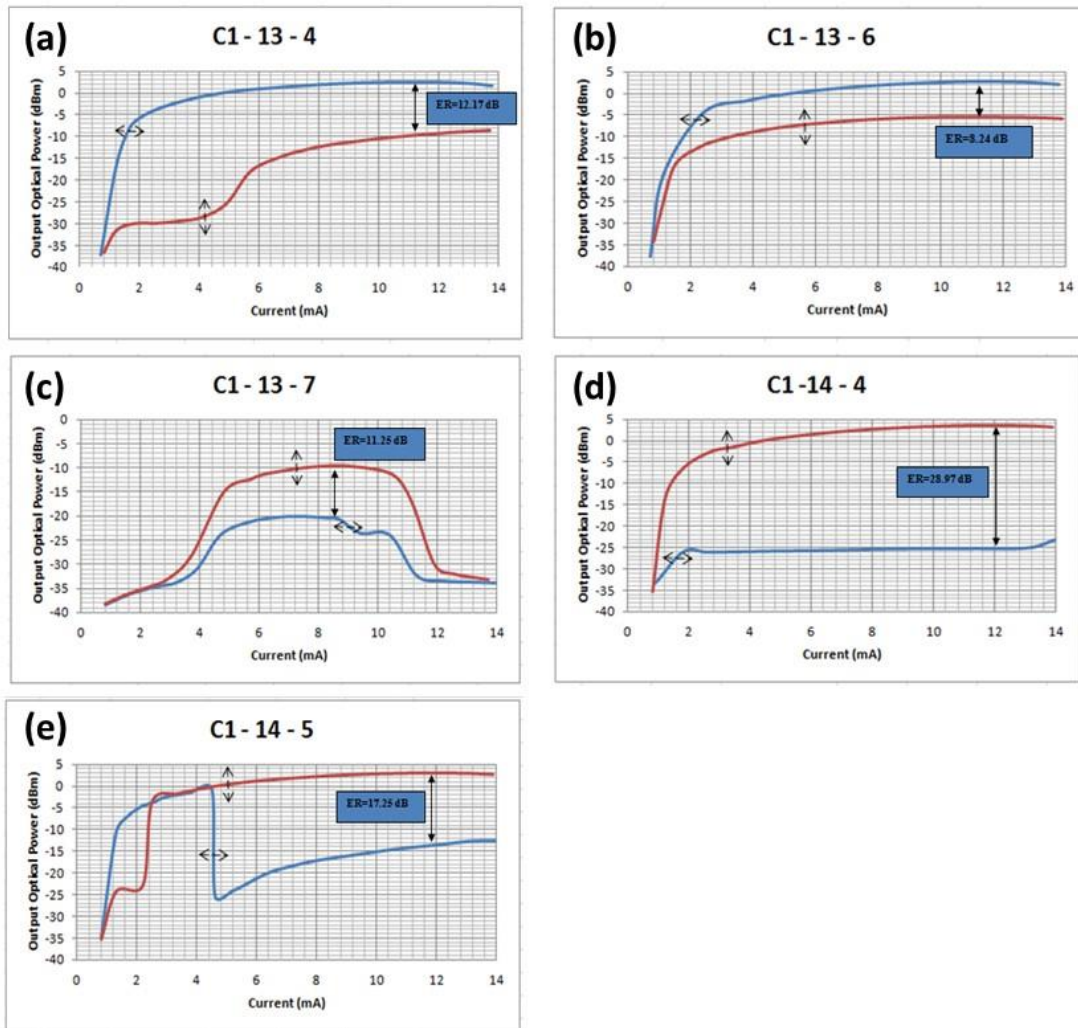 (a)
C1 - 13 - 4
Output Optical Power (dBm)
5
0
-5
-10
-15
-20
-25
-30
-35
-40
ER=12.17 dB
0 2 4 6 8 10 12 14
Current (mA)
(b)
C1 - 13 - 6
Output Optical Power (dBm)
5
0
-5
-10
-15
-20
-25
-30
-35
-40
ER=8.24 dB
0 2 4 6 8 10 12 14
Current (mA)
(c)
C1 - 13 - 7
Output Optical Power (dBm)
0
-5
-10
-15
-20
-25
-30
-35
-40
ER=11.25 dB
0 2 4 6 8 10 12 14
Current (mA)
(d)
C1 -14 - 4
Output Optical Power (dBm)
5
0
-5
-10
-15
-20
-25
-30
-35
-40
ER=28.97 dB
0 2 4 6 8 10 12 14
Current (mA)
(e)
C1 - 14 - 5
Output Optical Power (dBm)
5
0
-5
-10
-15
-20
-25
-30
-35
-40
ER=17.25 dB
0 2 4 6 8 10 12 14
Current (mA)